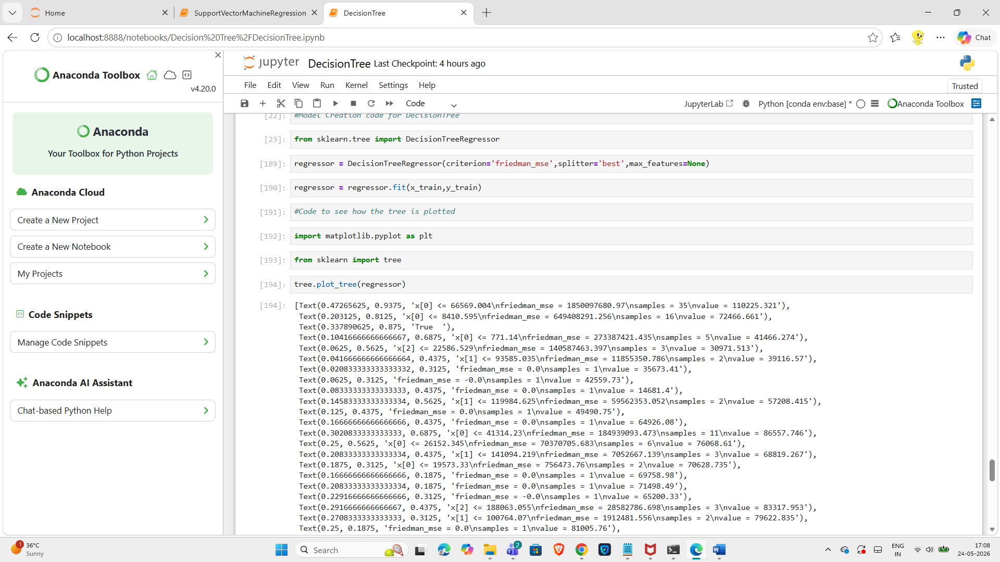 Home
SupportVectorMachineRegression
DecisionTree
localhost:8888/notebooks/Decision%20Tree%2FDecisionTree.ipynb
Chat
Anaconda Toolbox
v4.20.0
Anaconda
Your Toolbox for Python Projects
Anaconda Cloud
Create a New Project
Create a New Notebook
My Projects
Code Snippets
Manage Code Snippets
Anaconda AI Assistant
Chat-based Python Help
jupyter DecisionTree Last Checkpoint: 4 hours ago
File Edit View Run Kernel Settings Help
Trusted
Code
JupyterLab
Python [conda env:base] *
Anaconda Toolbox
[22]: #Model Creation code for DecisionTree
[23]: from sklearn.tree import DecisionTreeRegressor
[189]: regressor = DecisionTreeRegressor(criterion='friedman_mse',splitter='best',max_features=None)
[190]: regressor = regressor.fit(x_train,y_train)
[191]: #Code to see how the tree is plotted
[192]: import matplotlib.pyplot as plt
[193]: from sklearn import tree
[194]: tree.plot_tree(regressor)
[194]: [Text(0.47265625, 0.9375, 'x[0] <= 66569.004\nfriedman_mse = 1850097680.97\nsamples = 35\nvalue = 110225.321'),
Text(0.203125, 0.8125, 'x[0] <= 8410.595\nfriedman_mse = 649408291.256\nsamples = 16\nvalue = 72466.661'),
Text(0.337890625, 0.875, 'True  '),
Text(0.10416666666666667, 0.6875, 'x[0] <= 771.14\nfriedman_mse = 273387421.435\nsamples = 5\nvalue = 41466.274'),
Text(0.0625, 0.5625, 'x[2] <= 22586.529\nfriedman_mse = 140587463.397\nsamples = 3\nvalue = 30971.513'),
Text(0.041666666666666664, 0.4375, 'x[1] <= 93585.035\nfriedman_mse = 11855350.786\nsamples = 2\nvalue = 39116.57'),
Text(0.020833333333333332, 0.3125, 'friedman_mse = 0.0\nsamples = 1\nvalue = 35673.41'),
Text(0.0625, 0.3125, 'friedman_mse = -0.0\nsamples = 1\nvalue = 42559.73'),
Text(0.08333333333333333, 0.4375, 'friedman_mse = 0.0\nsamples = 1\nvalue = 14681.4'),
Text(0.14583333333333334, 0.5625, 'x[1] <= 119984.625\nfriedman_mse = 59562353.052\nsamples = 2\nvalue = 57208.415'),
Text(0.125, 0.4375, 'friedman_mse = 0.0\nsamples = 1\nvalue = 49490.75'),
Text(0.16666666666666666, 0.4375, 'friedman_mse = 0.0\nsamples = 1\nvalue = 64926.08'),
Text(0.3020833333333333, 0.6875, 'x[0] <= 41314.23\nfriedman_mse = 184939093.473\nsamples = 11\nvalue = 86557.746'),
Text(0.25, 0.5625, 'x[0] <= 26152.345\nfriedman_mse = 70370705.683\nsamples = 6\nvalue = 76068.61'),
Text(0.20833333333333334, 0.4375, 'x[1] <= 141094.219\nfriedman_mse = 7052667.139\nsamples = 3\nvalue = 68819.267'),
Text(0.1875, 0.3125, 'x[0] <= 19573.33\nfriedman_mse = 756473.76\nsamples = 2\nvalue = 70628.735'),
Text(0.16666666666666666, 0.1875, 'friedman_mse = 0.0\nsamples = 1\nvalue = 69758.98'),
Text(0.20833333333333334, 0.1875, 'friedman_mse = 0.0\nsamples = 1\nvalue = 71498.49'),
Text(0.22916666666666666, 0.3125, 'friedman_mse = -0.0\nsamples = 1\nvalue = 65200.33'),
Text(0.2916666666666667, 0.4375, 'x[2] <= 188063.055\nfriedman_mse = 28582786.698\nsamples = 3\nvalue = 83317.953'),
Text(0.2708333333333333, 0.3125, 'x[1] <= 100764.07\nfriedman_mse = 1912481.556\nsamples = 2\nvalue = 79622.835'),
Text(0.25, 0.1875, 'friedman_mse = 0.0\nsamples = 1\nvalue = 81005.76'),
1
36°C
Sunny
Search
2
ENG
IN
17:08
24-05-2026